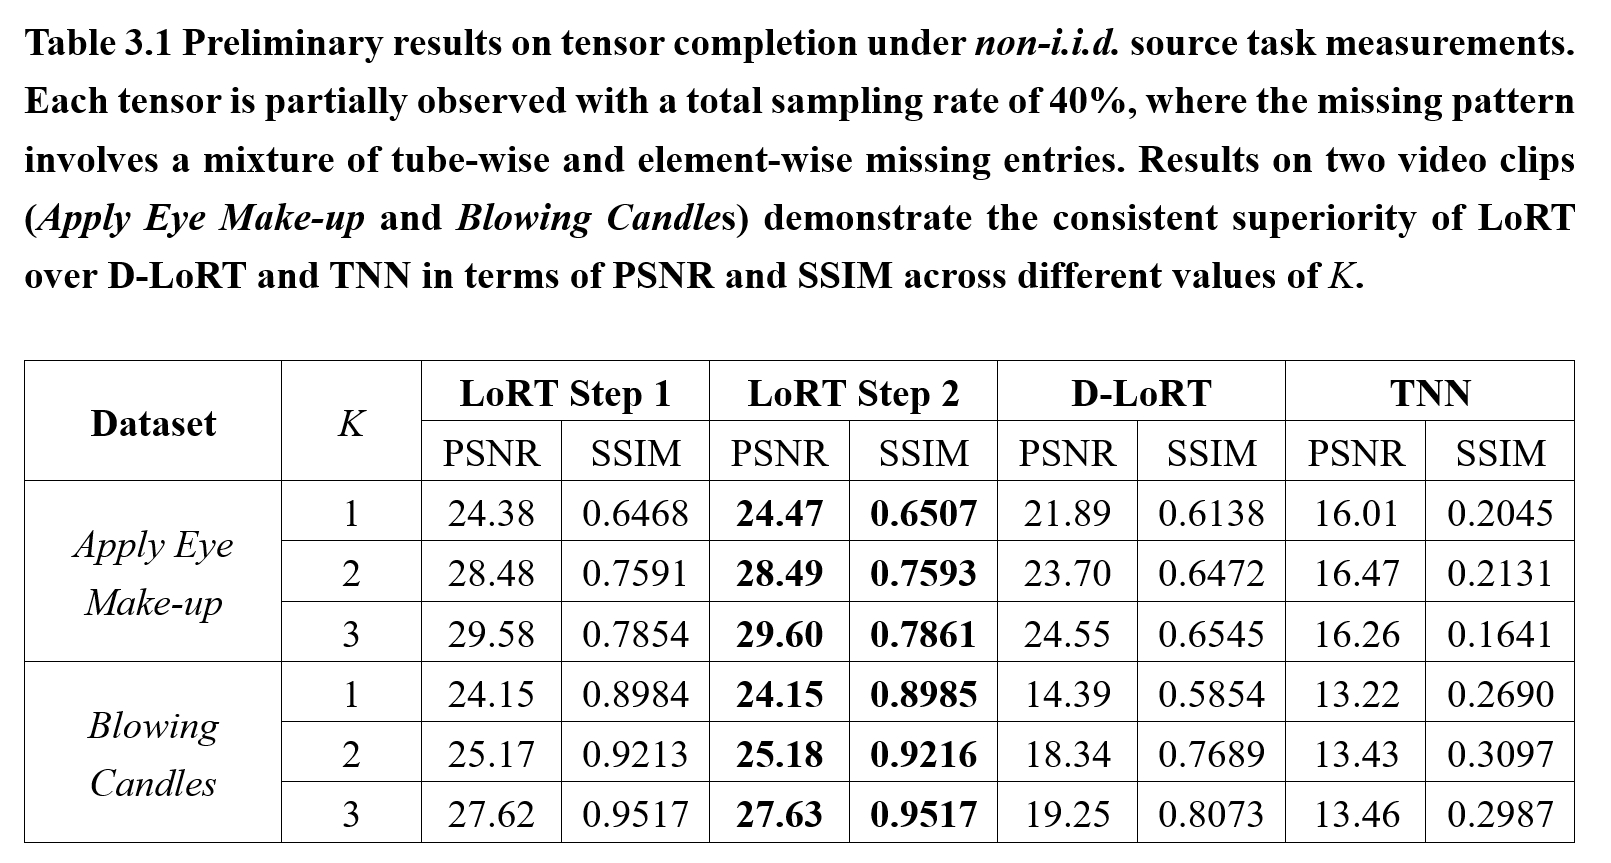 Table 3.1 Preliminary results on tensor completion under non-i.i.d. source task measurements.
Each tensor is partially observed with a total sampling rate of 40%, where the missing pattern
involves a mixture of tube-wise and element-wise missing entries. Results on two video clips
(Apply Eye Make-up and Blowing Candles) demonstrate the consistent superiority of LoRT
over D-LoRT and TNN in terms of PSNR and SSIM across different values of K.
Dataset K LoRT Step 1 LoRT Step 2 D-LoRT TNN
PSNR SSIM PSNR SSIM PSNR SSIM PSNR SSIM
Apply Eye
Make-up
1 24.38 0.6468 24.47 0.6507 21.89 0.6138 16.01 0.2045
2 28.48 0.7591 28.49 0.7593 23.70 0.6472 16.47 0.2131
3 29.58 0.7854 29.60 0.7861 24.55 0.6545 16.26 0.1641
Blowing
Candles
1 24.15 0.8984 24.15 0.8985 14.39 0.5854 13.22 0.2690
2 25.17 0.9213 25.18 0.9216 18.34 0.7689 13.43 0.3097
3 27.62 0.9517 27.63 0.9517 19.25 0.8073 13.46 0.2987